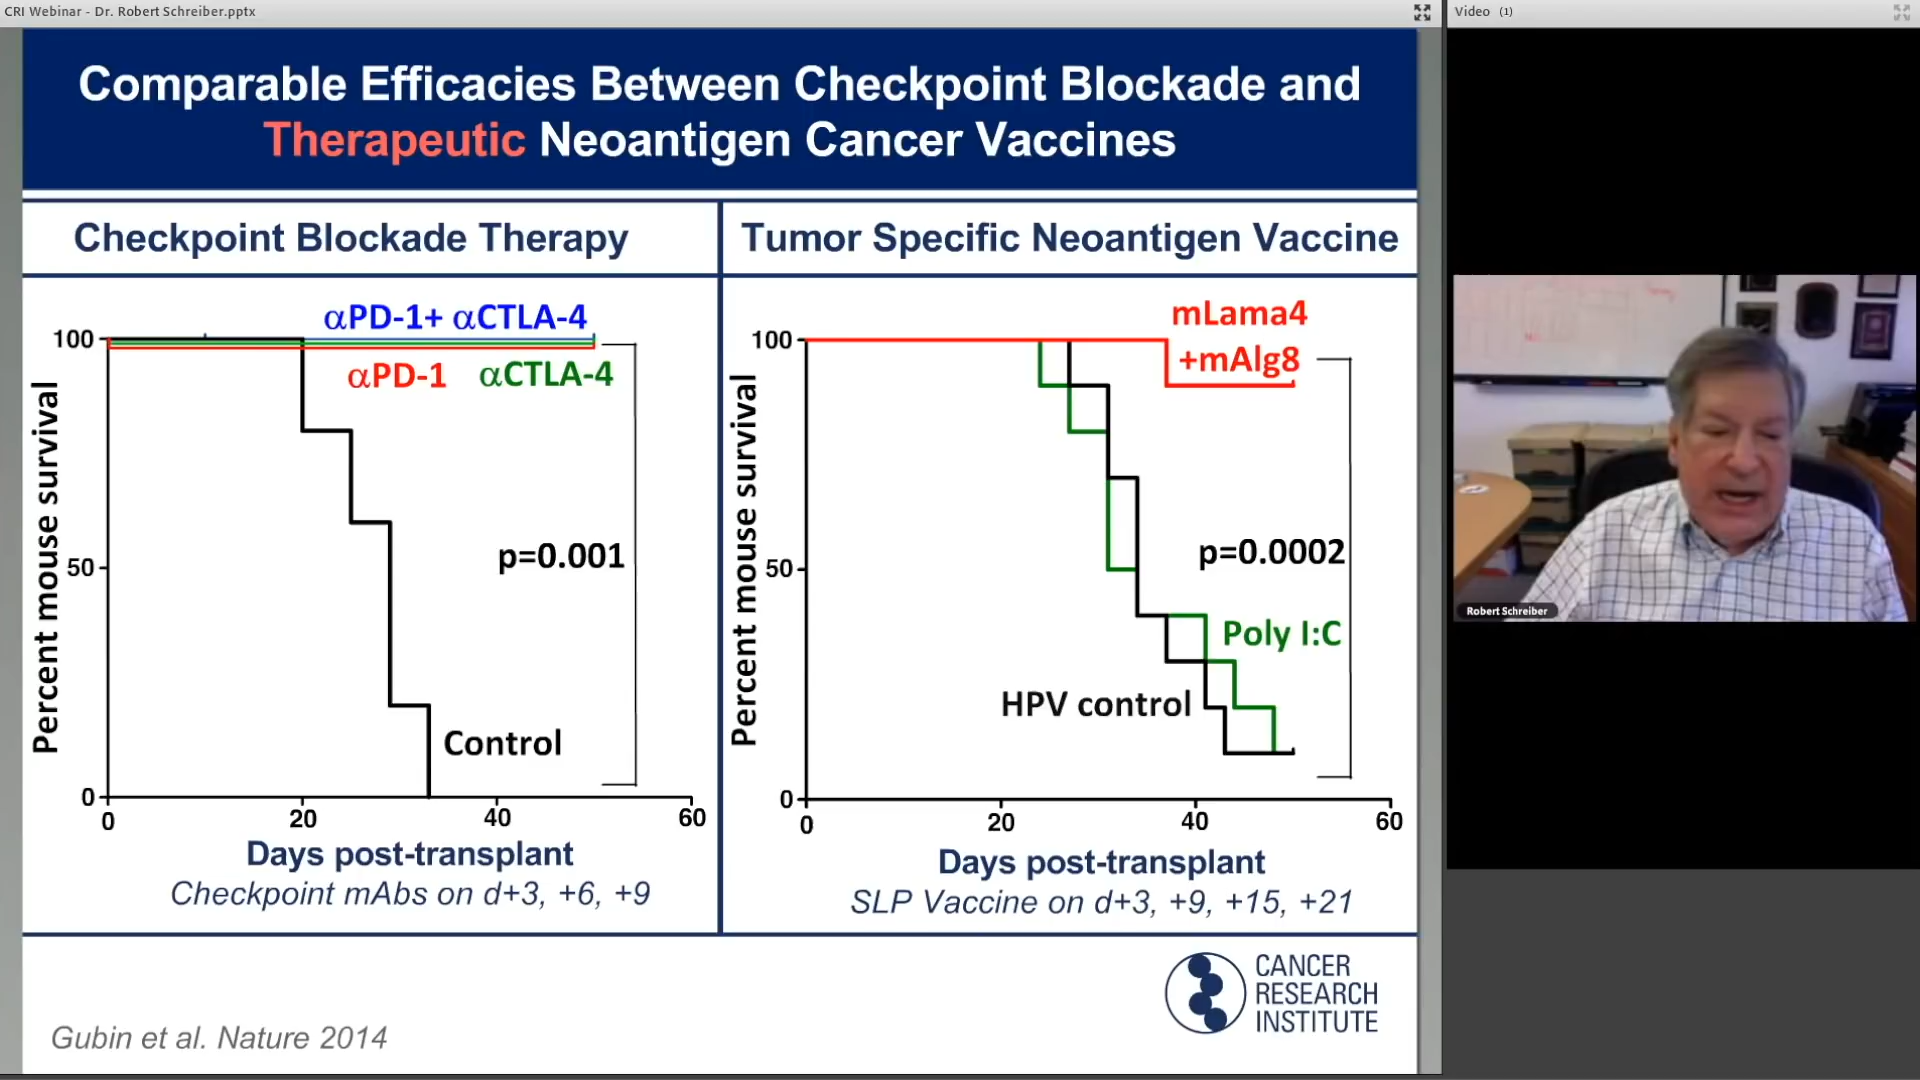 CRI Webinar - Dr. Robert Schreiber.pptx
Video (1)
Comparable Efficacies Between Checkpoint Blockade and
Therapeutic Neoantigen Cancer Vaccines
Checkpoint Blockade Therapy
Percent mouse survival
100
50
0
αPD-1+ αCTLA-4
αPD-1 αCTLA-4
p=0.001
Control
0 20 40 60
Days post-transplant
Checkpoint mAbs on d+3, +6, +9
Tumor Specific Neoantigen Vaccine
Percent mouse survival
100
50
0
mLama4
+mAlg8
p=0.0002
Poly I:C
HPV control
0 20 40 60
Days post-transplant
SLP Vaccine on d+3, +9, +15, +21
Gubin et al. Nature 2014
CANCER
RESEARCH
INSTITUTE
Robert Schreiber